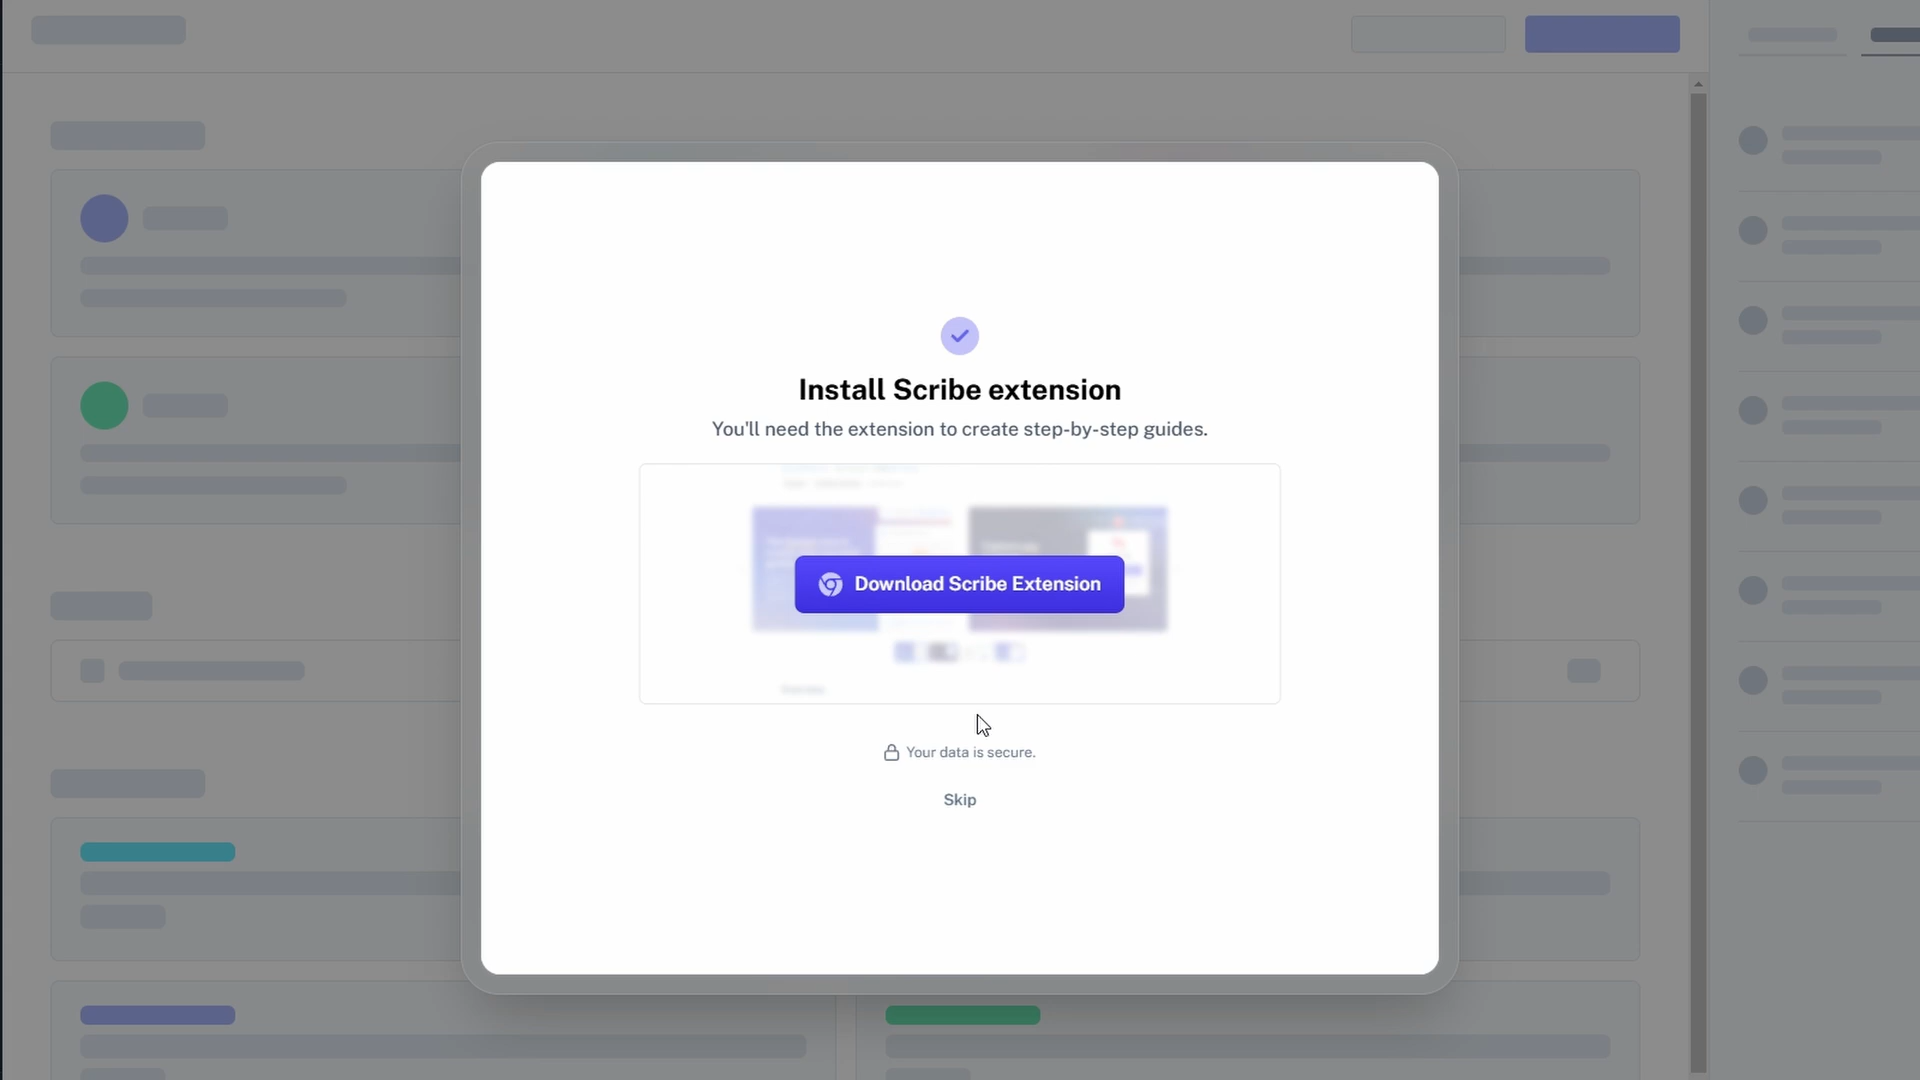 Install Scribe extension
You'll need the extension to create step-by-step guides.
Download Scribe Extension
Your data is secure.
Skip